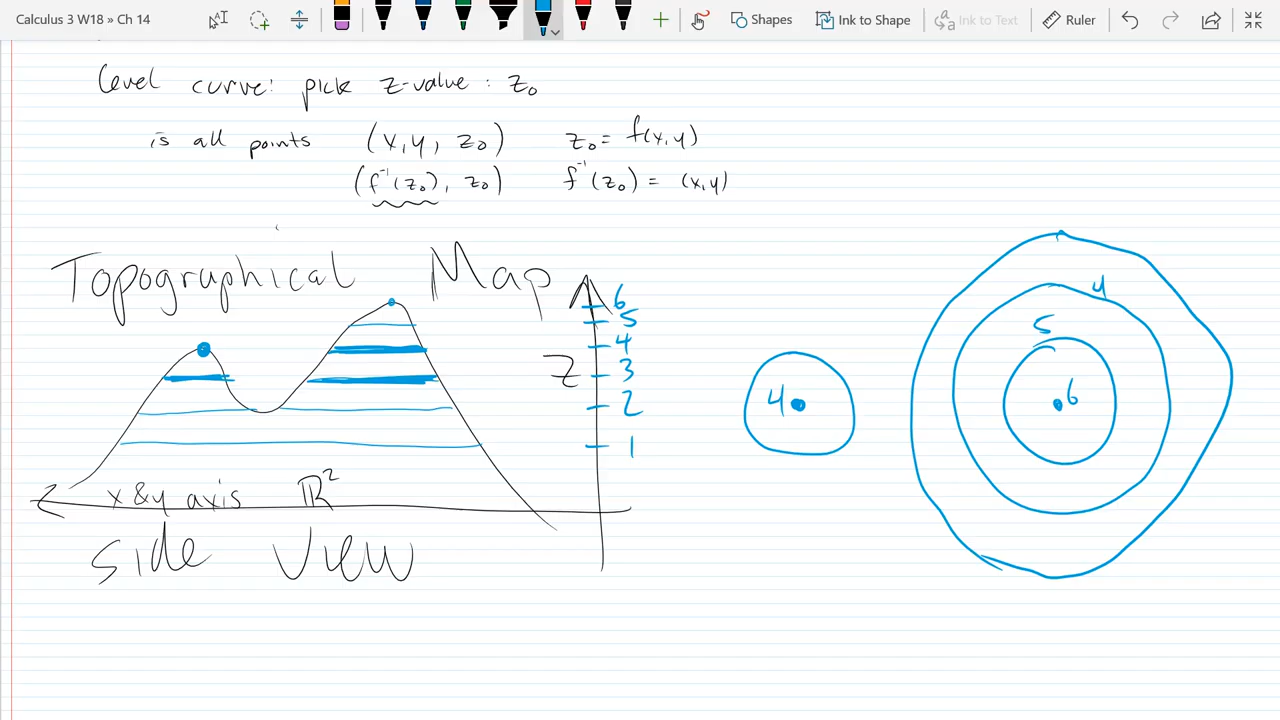 Calculus 3 W18 » Ch 14
Shapes
Ink to Shape
Ink to Text
Ruler
level curve: pick z-value: z₀
is all points (x,y, z₀) z₀ = f(x,y)
(f⁻¹(z₀), z₀) f⁻¹(z₀) = (x,y)
Topographical Map
6
5
4
3
2
1
Z
x & y axis ℝ²
side view
4
4
5
6